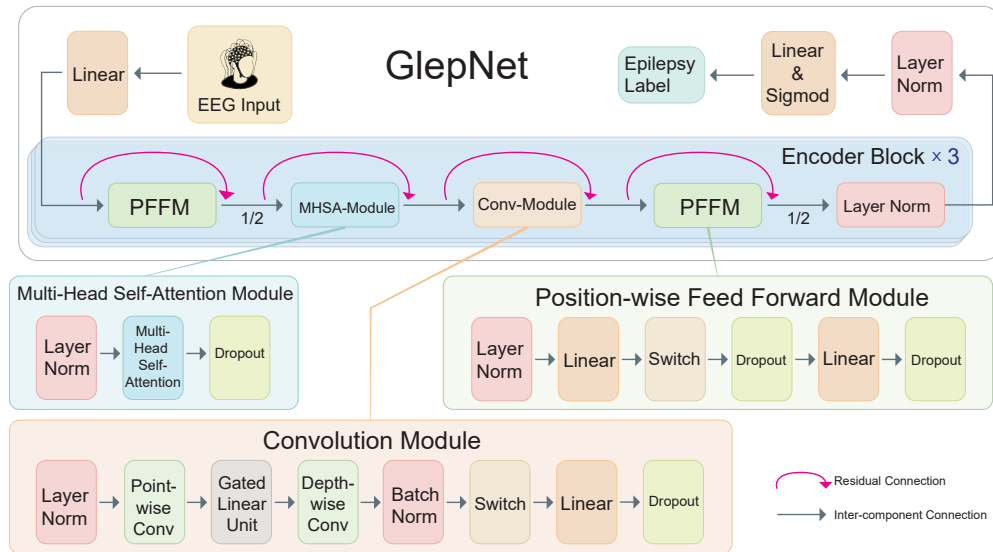 GlepNet
Linear
EEG Input
Epilepsy
Label
Linear
&
Sigmod
Layer
Norm
Encoder Block × 3
PFFM
1/2
MHSA-Module
Conv-Module
PFFM
1/2
Layer Norm
Multi-Head Self-Attention Module
Layer
Norm
Multi-
Head
Self-
Attention
Dropout
Position-wise Feed Forward Module
Layer
Norm
Linear
Switch
Dropout
Linear
Dropout
Convolution Module
Layer
Norm
Point-
wise
Conv
Gated
Linear
Unit
Depth-
wise
Conv
Batch
Norm
Switch
Linear
Dropout
Residual Connection
Inter-component Connection